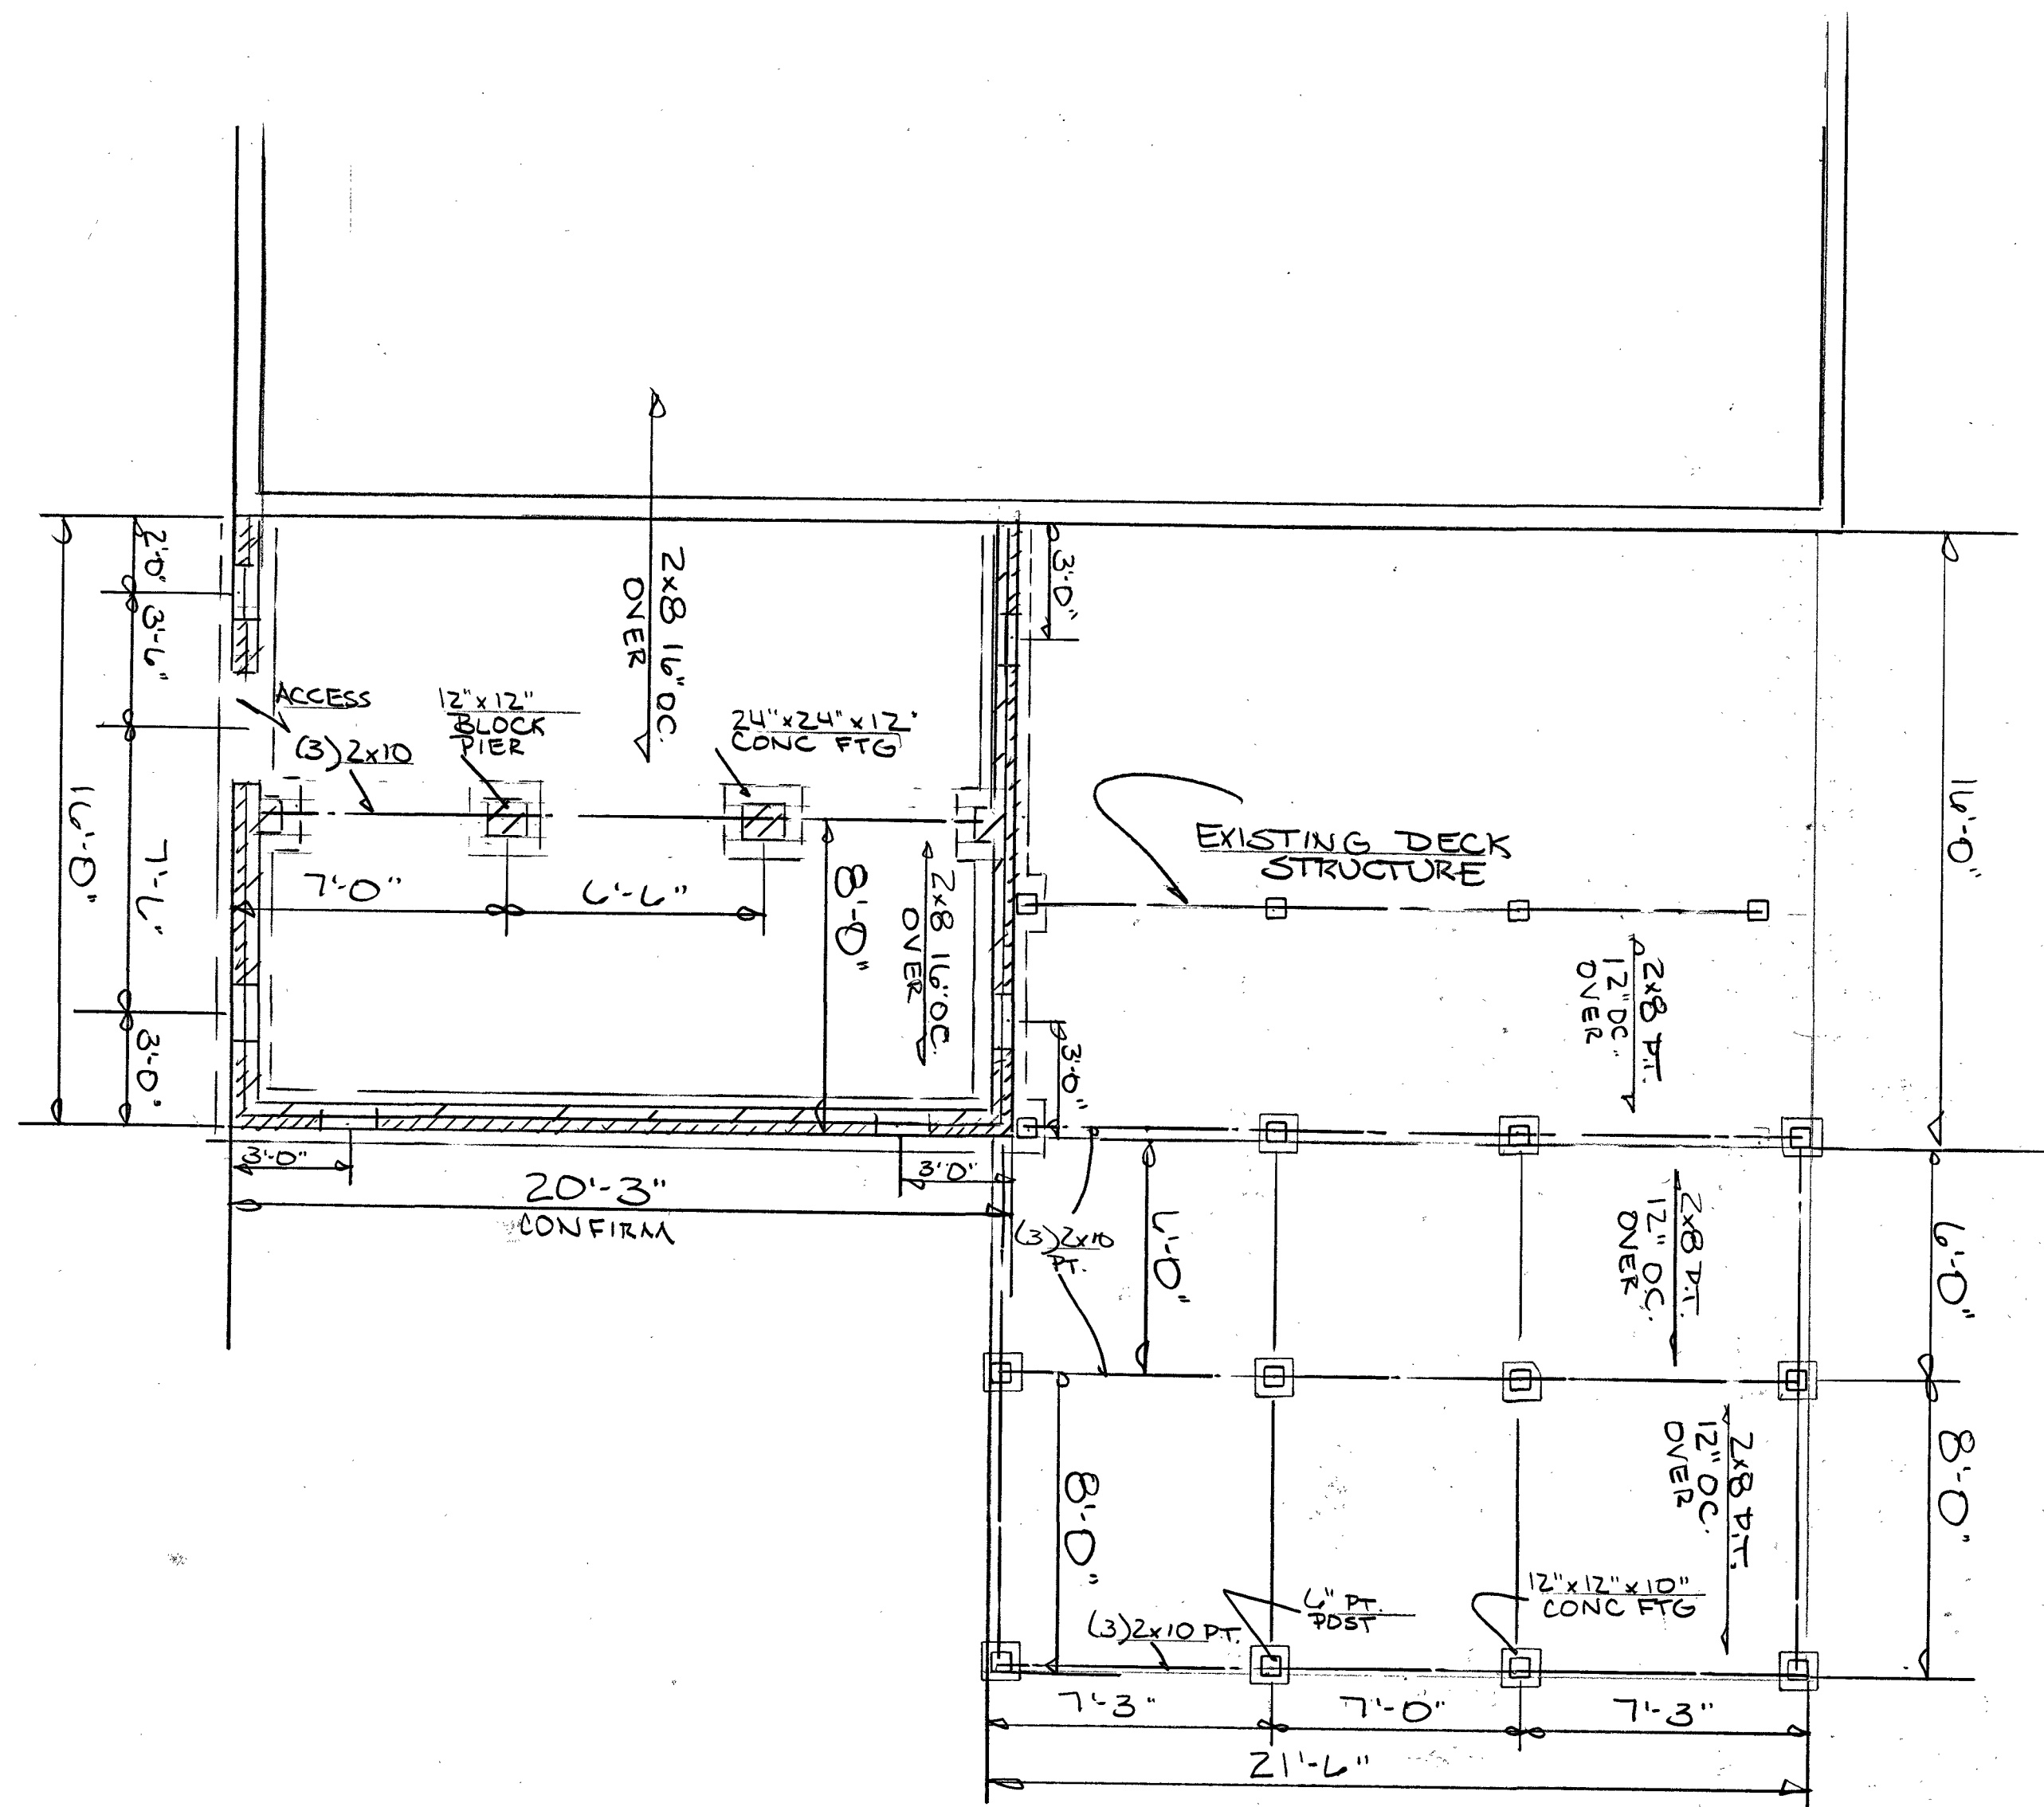 2'-0"
3'-6"
7'-6"
3'-0"
16'-0"
2x8 16" OC.
OVER
3'-0"
16'-0"
ACCESS
(3) 2x10
12"x12"
BLOCK
PIER
24"x24"x12"
CONC FTG
7'-0"
6'-6"
8'-0"
2x8 16" OC.
OVER
EXISTING DECK
STRUCTURE
2x8 P.T.
12" OC.
OVER
3'-0"
3'-0"
3'-0"
20'-3"
CONFIRM
(3) 2x10
PT.
6'-0"
2x8 P.T.
12" OC.
OVER
6'-0"
8'-0"
2x8 P.T.
12" OC.
OVER
8'-0"
(3) 2x10 PT.
6" PT.
POST
12"x12"x10"
CONC FTG
7'-3"
7'-0"
7'-3"
21'-6"